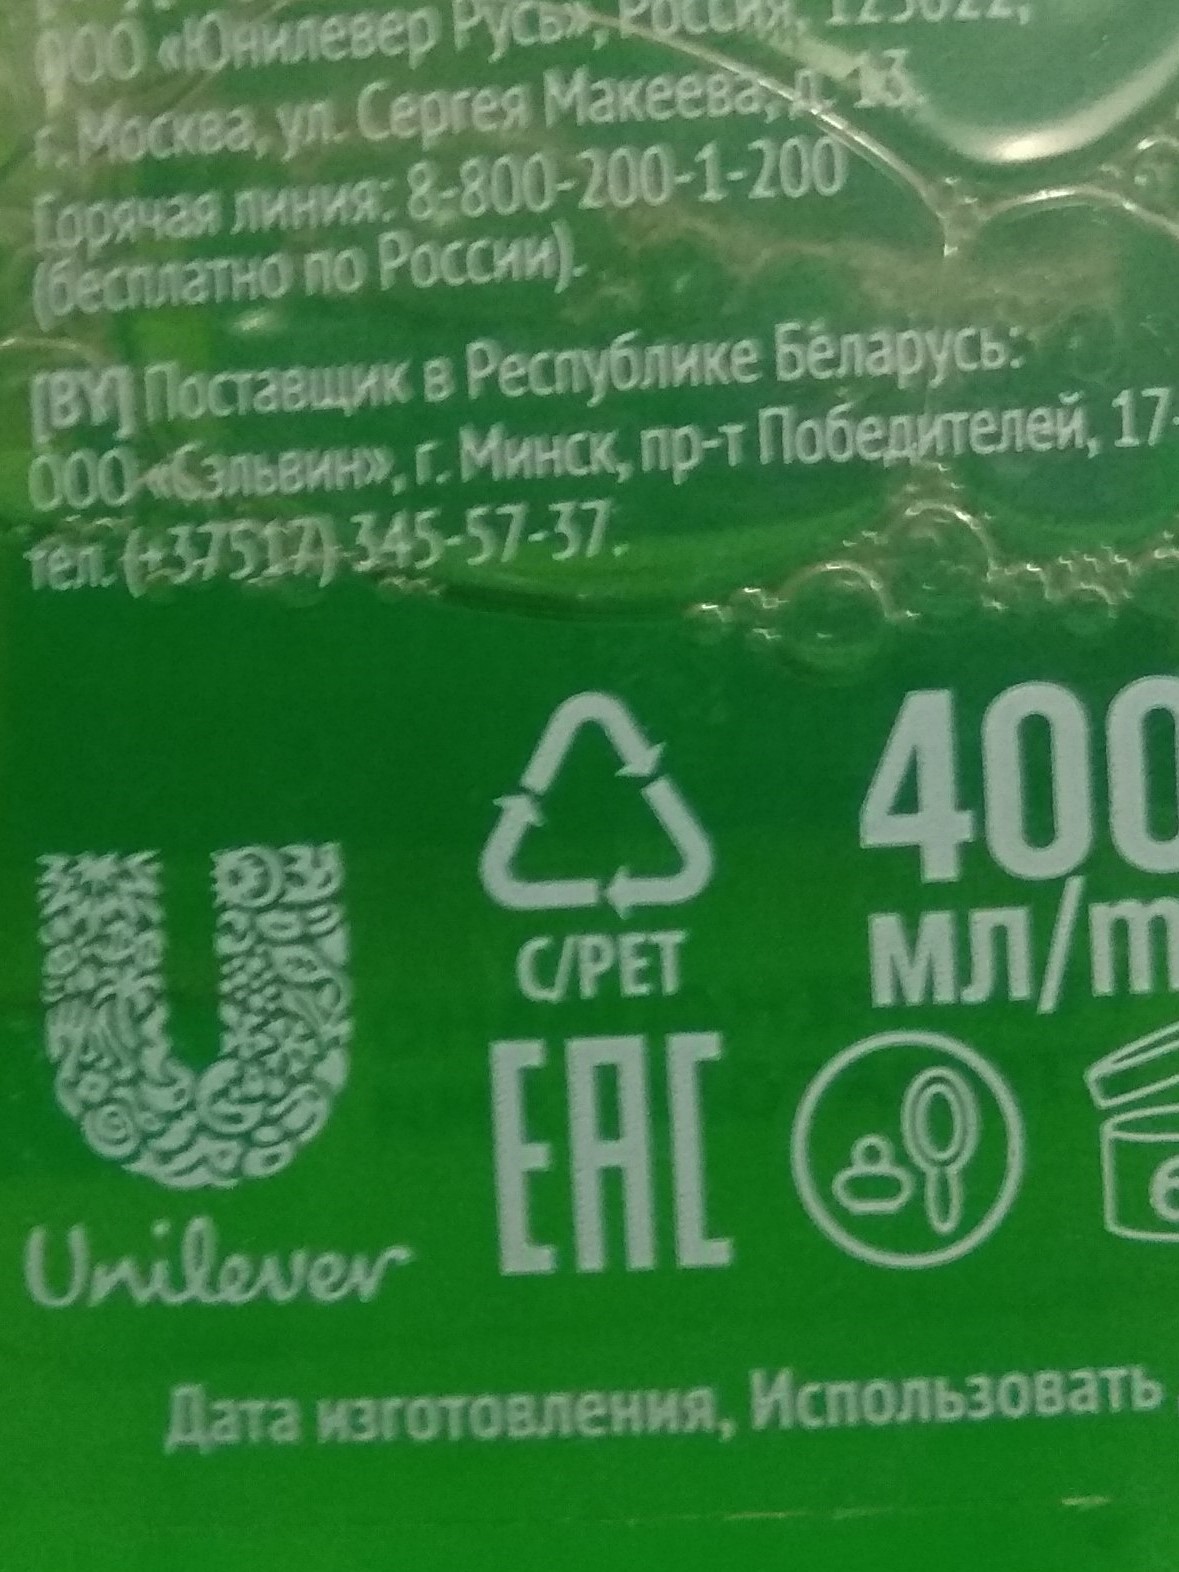 ООО «Юнилевер Русь», Россия, 123022,
г. Москва, ул. Сергея Макеева, д. 13.
Горячая линия: 8-800-200-1-200
(бесплатно по России).
[BY] Поставщик в Республике Беларусь:
ООО «Сэльвин», г. Минск, пр-т Победителей, 17-
тел. (+37517) 345-57-37.
400
мл/m
C/PET
EAC
Unilever
Дата изготовления, Использовать